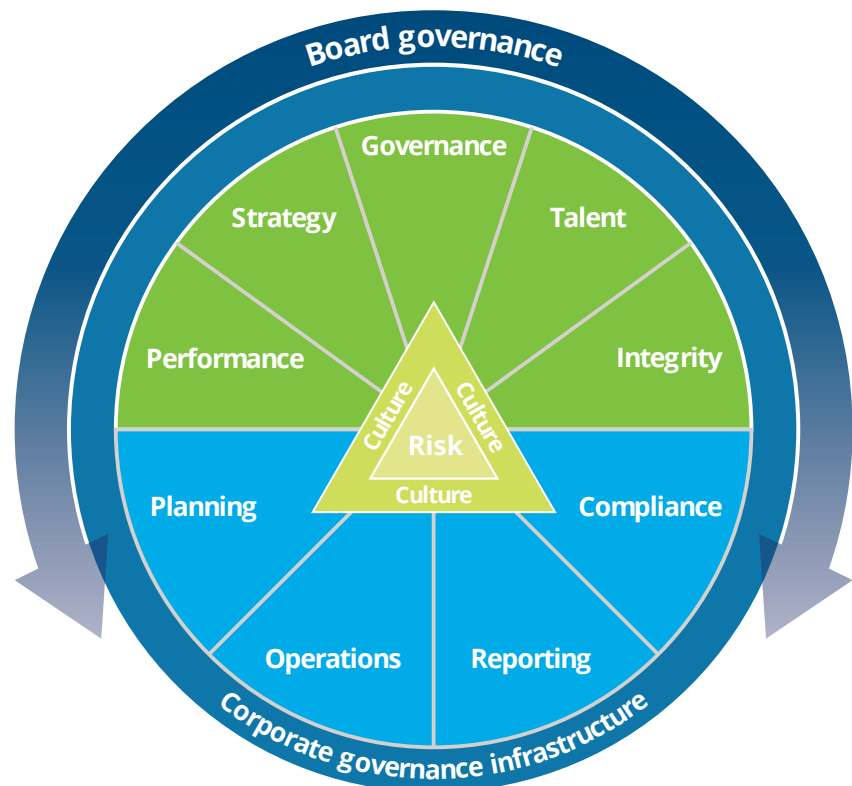 Board governance
Governance
Strategy
Talent
Performance
Integrity
Culture
Culture
Risk
Culture
Planning
Compliance
Operations
Reporting
Corporate governance infrastructure